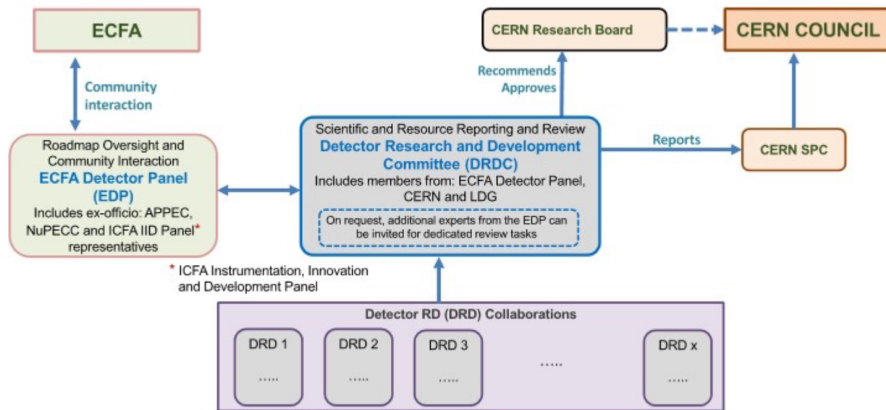 ECFA
CERN Research Board
CERN COUNCIL
Community
interaction
Recommends
Approves
Roadmap Oversight and
Community Interaction
ECFA Detector Panel
(EDP)
Includes ex-officio: APPEC,
NuPECC and ICFA IID Panel*
representatives
Scientific and Resource Reporting and Review
Detector Research and Development
Committee (DRDC)
Includes members from: ECFA Detector Panel,
CERN and LDG
On request, additional experts from the EDP can
be invited for dedicated review tasks
Reports
CERN SPC
* ICFA Instrumentation, Innovation
and Development Panel
Detector RD (DRD) Collaborations
DRD 1
.....
DRD 2
.....
DRD 3
.....
.....
DRD x
.....